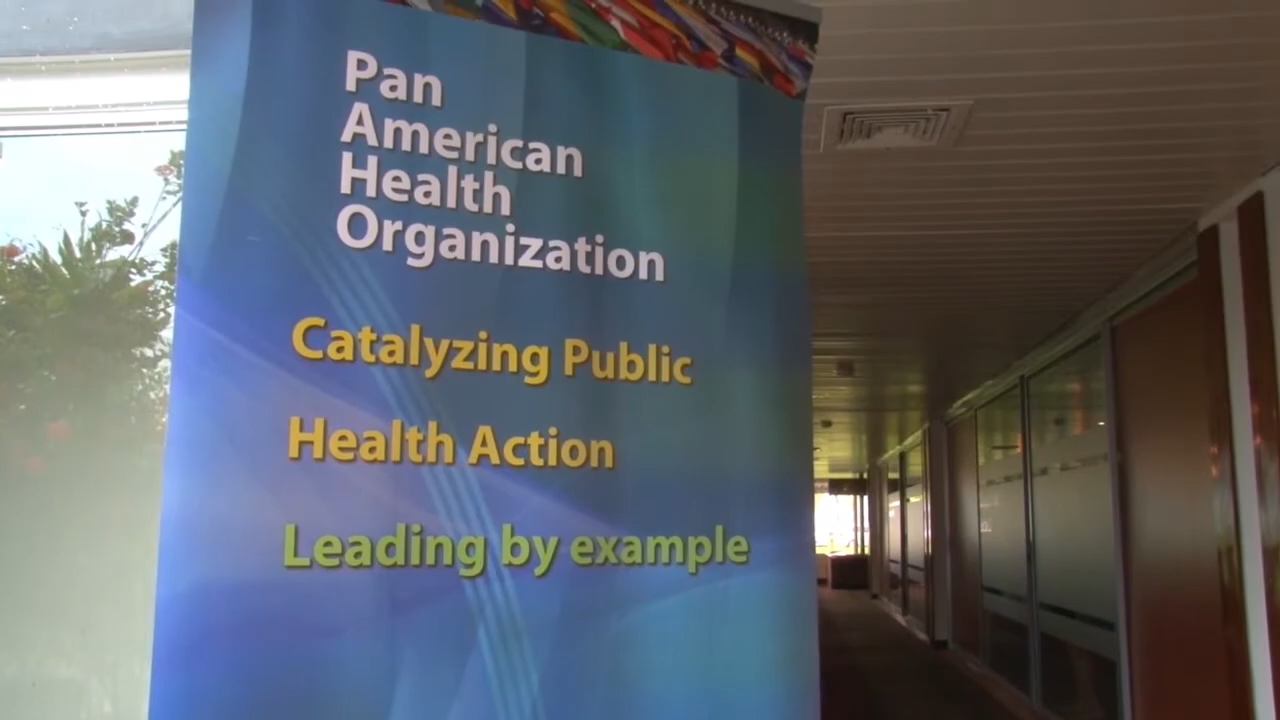 Pan
American
Health
Organization
Catalyzing Public
Health Action
Leading by example